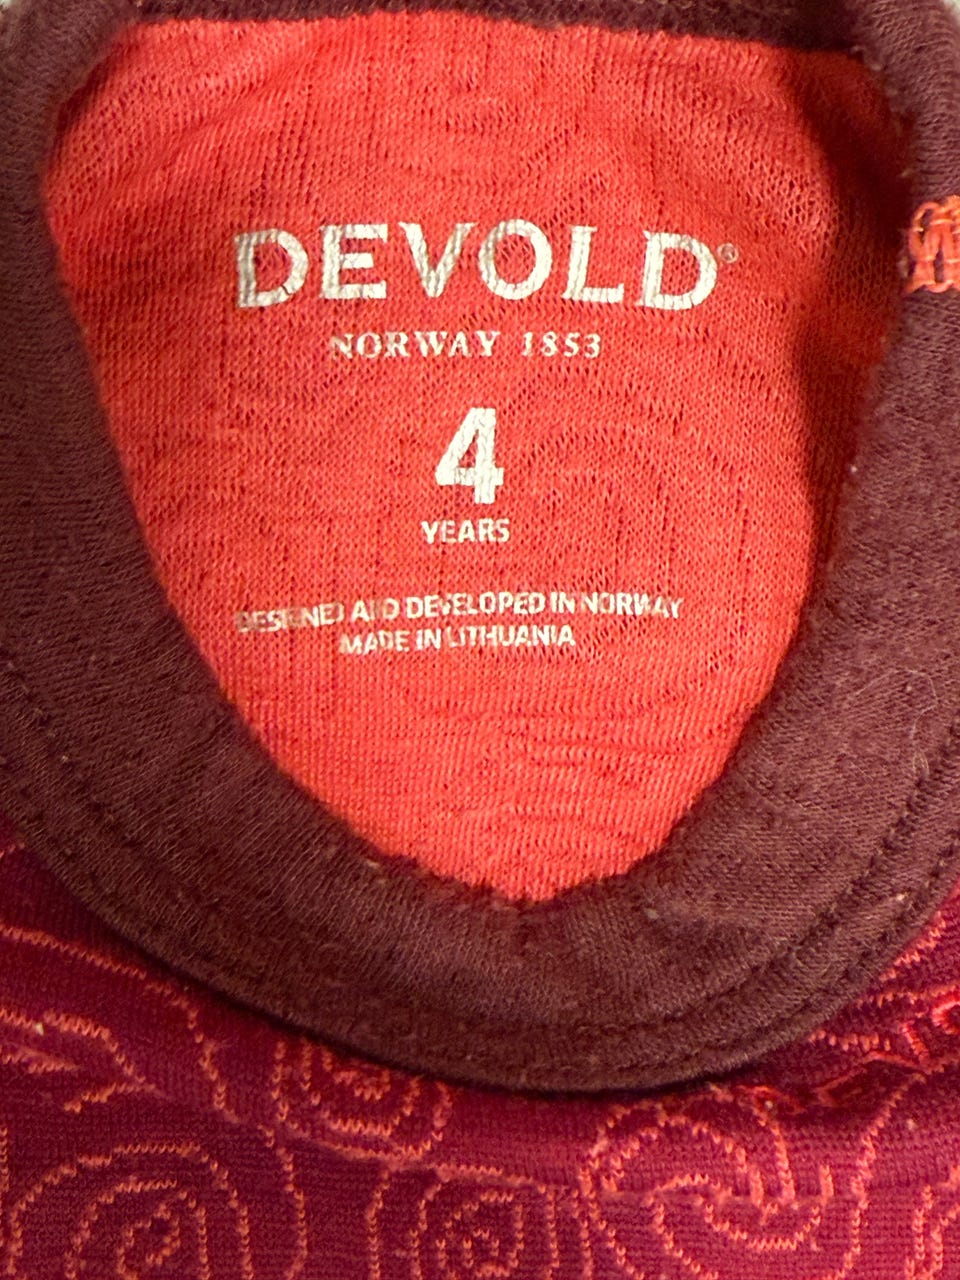 DEVOLD®
NORWAY 1853
4
YEARS
DESIGNED AND DEVELOPED IN NORWAY
MADE IN LITHUANIA